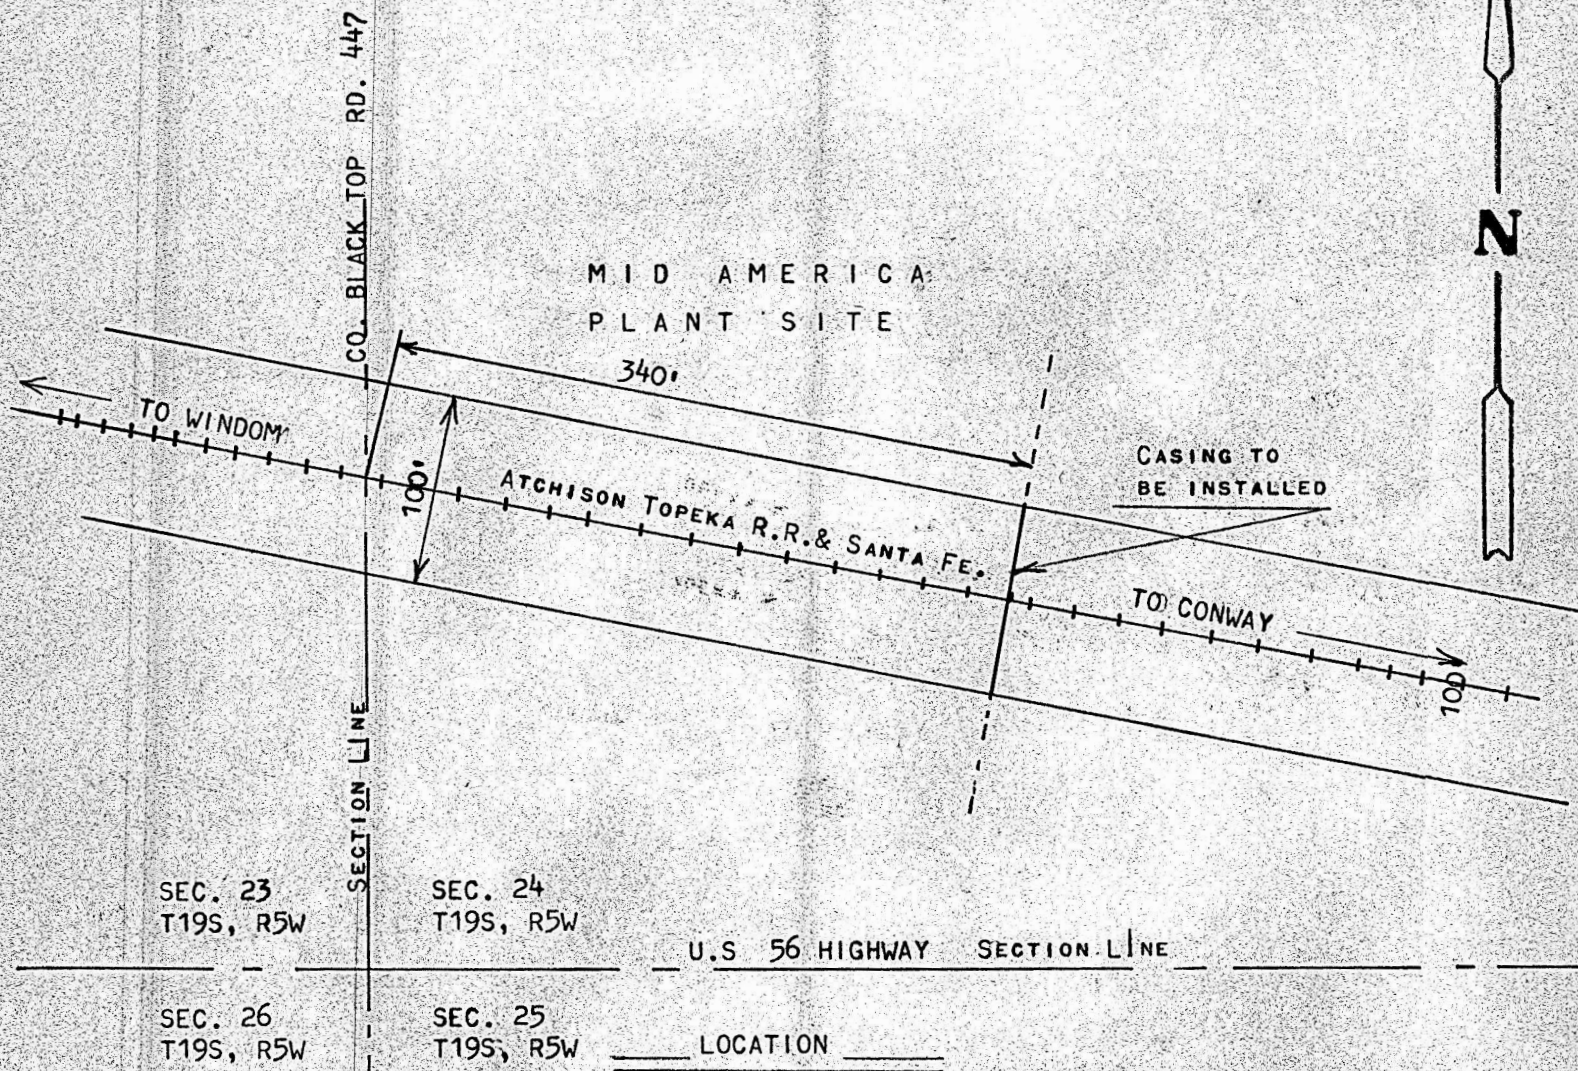 CO. BLACK TOP RD. 447
N
MID AMERICA
PLANT SITE
340'
TO WINDOM
100'
ATCHISON TOPEKA R.R. & SANTA FE.
CASING TO
BE INSTALLED
TO CONWAY
100'
SECTION LINE
SEC. 23
T19S, R5W
SEC. 24
T19S, R5W
U.S 56 HIGHWAY SECTION LINE
SEC. 26
T19S, R5W
SEC. 25
T19S, R5W
LOCATION